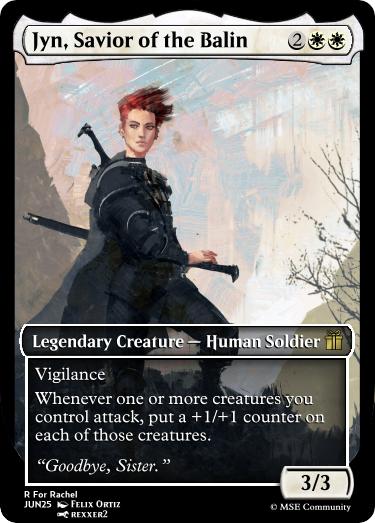 Jyn, Savior of the Balin 2
Legendary Creature — Human Soldier
Vigilance
Whenever one or more creatures you
control attack, put a +1/+1 counter on
each of those creatures.
“Goodbye, Sister.”
3/3
R For Rachel
JUN25 Felix Ortiz
rexxer2
© MSE Community